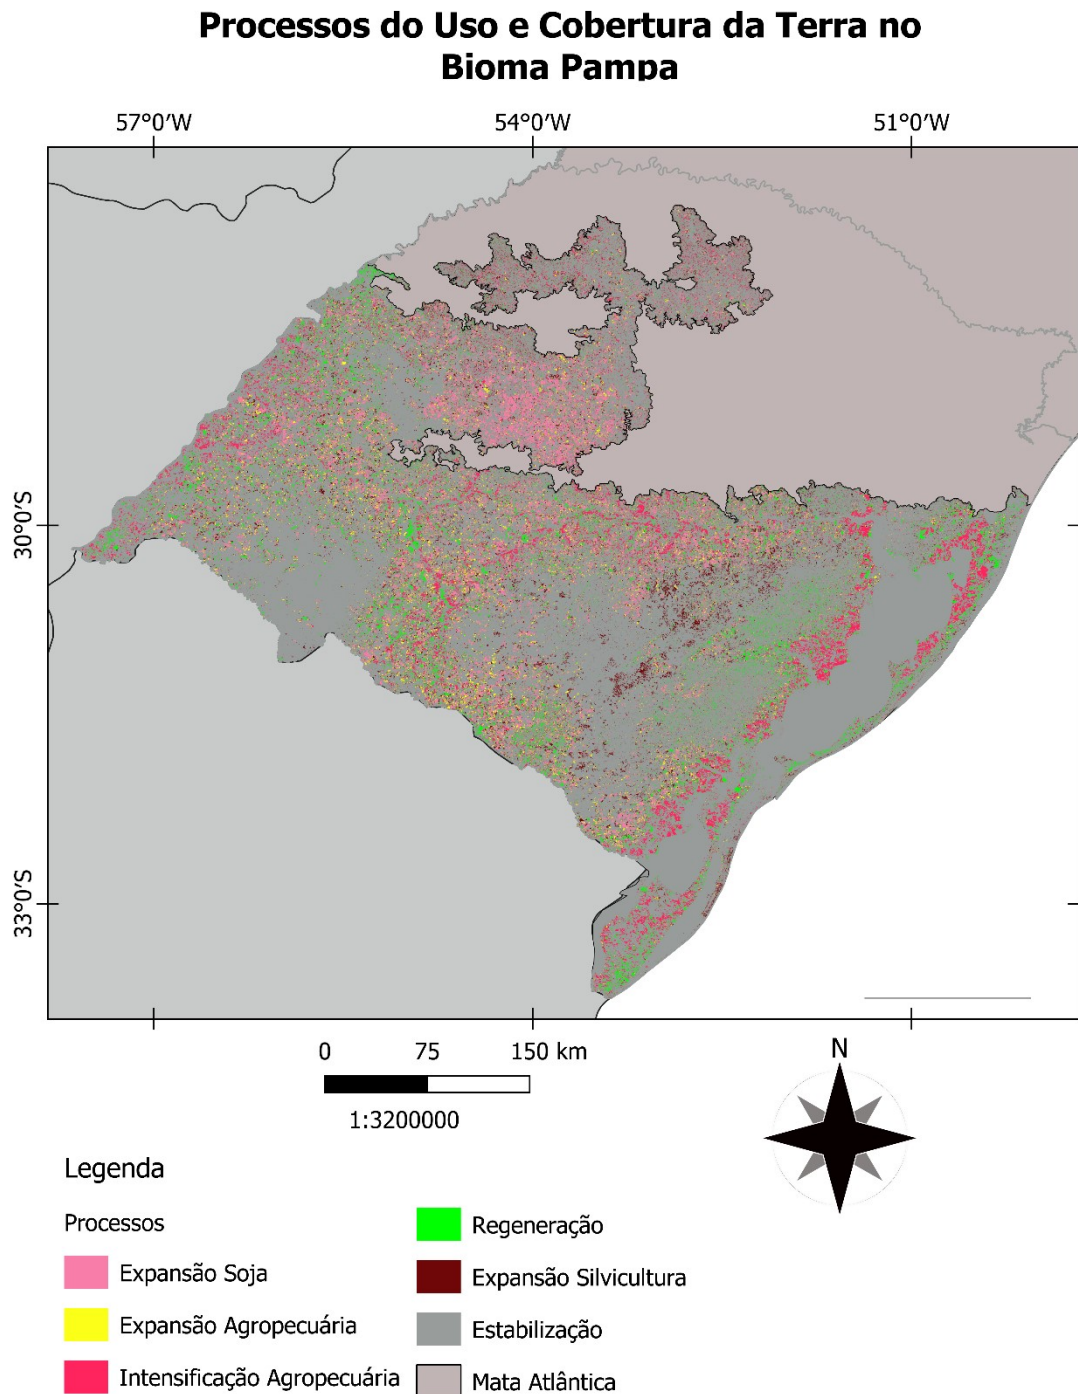 Processos do Uso e Cobertura da Terra no
Bioma Pampa
57°0'W
54°0'W
51°0'W
30°0'S
33°0'S
0 75 150 km
1:3200000
N
Legenda
Processos
Expansão Soja
Expansão Agropecuária
Intensificação Agropecuária
Regeneração
Expansão Silvicultura
Estabilização
Mata Atlântica